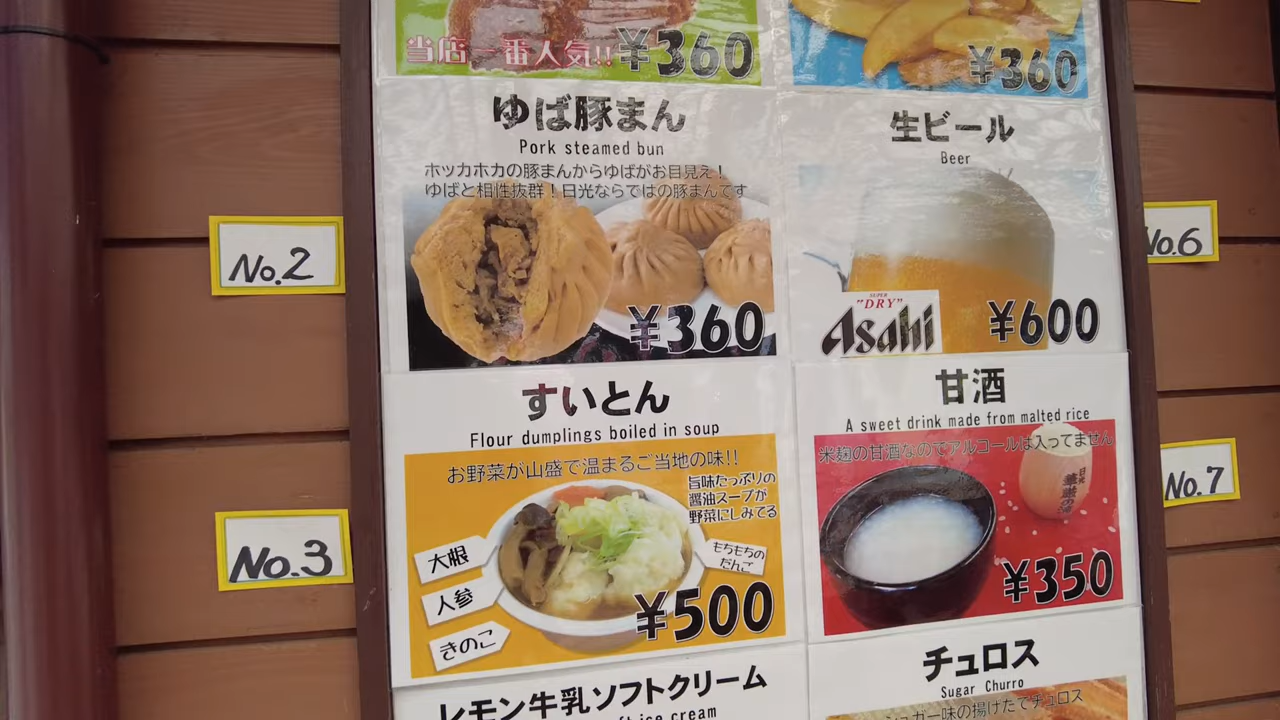 当店一番人気!! ¥360
¥360
ゆば豚まん
Pork steamed bun
ホッカホカの豚まんからゆばがお目見え!
ゆばと相性抜群!日光ならではの豚まんです
¥360
No.2
生ビール
Beer
SUPER
"DRY"
Asahi
¥600
No.6
すいとん
Flour dumplings boiled in soup
お野菜が山盛で温まるご当地の味!!
旨味たっぷりの
醤油スープが
野菜にしみてる
大根
人参
きのこ
もちもちの
だんご
¥500
No.3
甘酒
A sweet drink made from malted rice
米麹の甘酒なのでアルコールは入ってません
日光
¥350
No.7
レモン牛乳ソフトクリーム
ice cream
チュロス
Sugar Churro
シュガー味の揚げたてチュロス